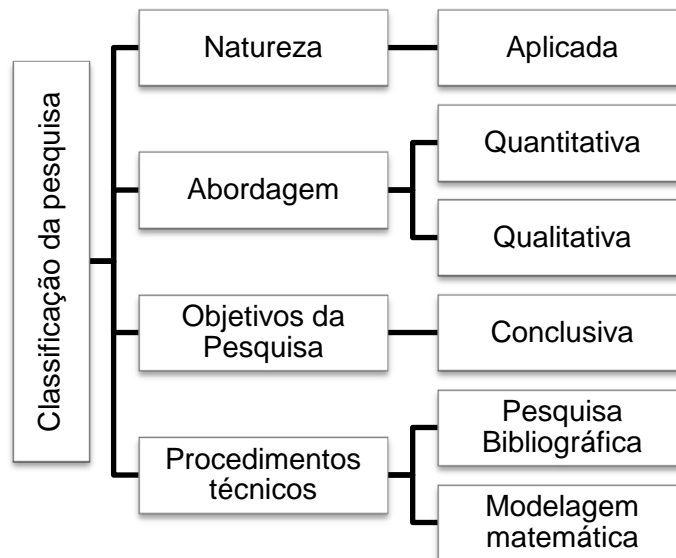 Classificação da pesquisa
Natureza
Aplicada
Abordagem
Quantitativa
Qualitativa
Objetivos da
Pesquisa
Conclusiva
Procedimentos
técnicos
Pesquisa
Bibliográfica
Modelagem
matemática